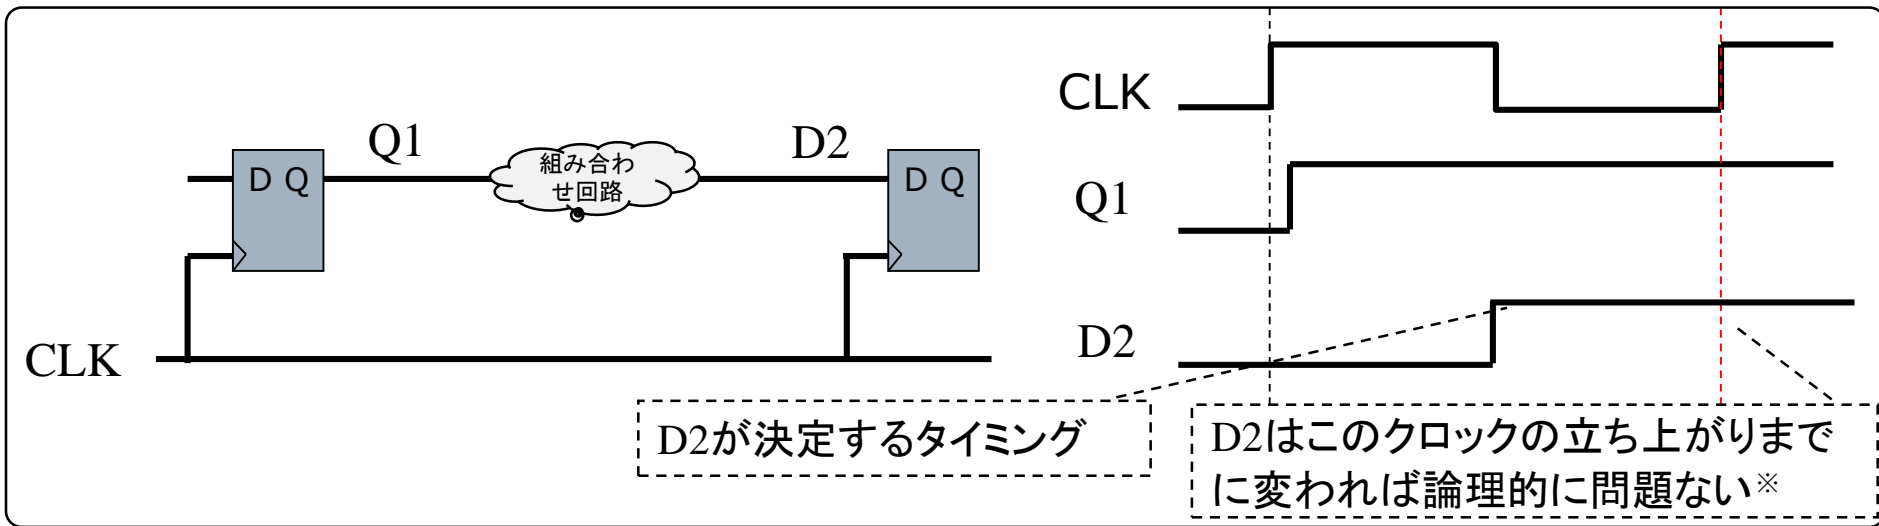 Q1
組み合わ
せ回路
D2
D Q
D Q
CLK
CLK
Q1
D2
D2が決定するタイミング
D2はこのクロックの立ち上がりまで
に変われば論理的に問題ない※